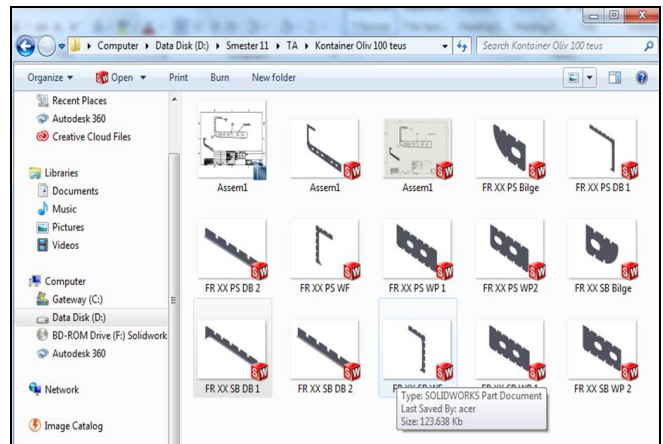 Computer ▸ Data Disk (D:) ▸ Smester 11 ▸ TA ▸ Kontainer Oliv 100 teus
Search Kontainer Oliv 100 teus
Organize Open Print Burn New folder
Recent Places
Autodesk 360
Creative Cloud Files
Libraries
Documents
Music
Pictures
Videos
Computer
Gateway (C:)
Data Disk (D:)
BD-ROM Drive (F:) Solidwork
Autodesk 360
Network
Image Catalog
Assem1
Assem1
Assem1
FR XX PS Bilge
FR XX PS DB 1
FR XX PS DB 2
FR XX PS WF
FR XX PS WP 1
FR XX PS WP2
FR XX SB Bilge
FR XX SB DB 1
FR XX SB DB 2
FR XX SB WP 2
Type: SOLIDWORKS Part Document
Last Saved By: acer
Size: 123.638 Kb